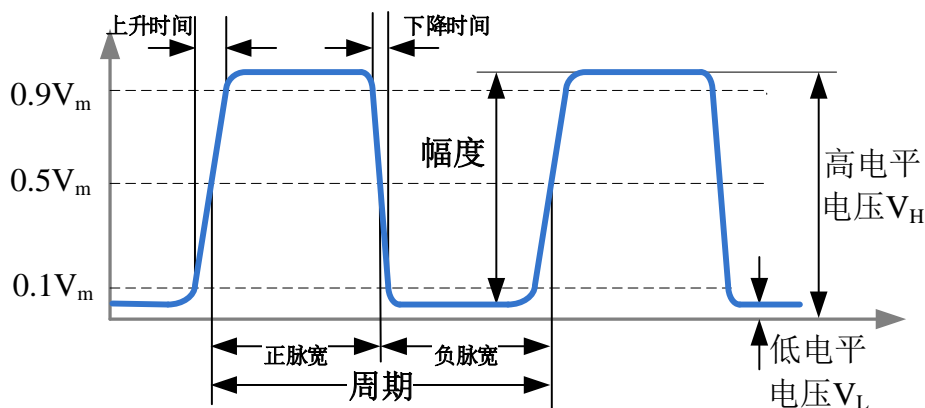 上升时间
下降时间
0.9Vm
幅度
0.5Vm
高电平
电压VH
0.1Vm
正脉宽
负脉宽
周期
低电平
电压VL